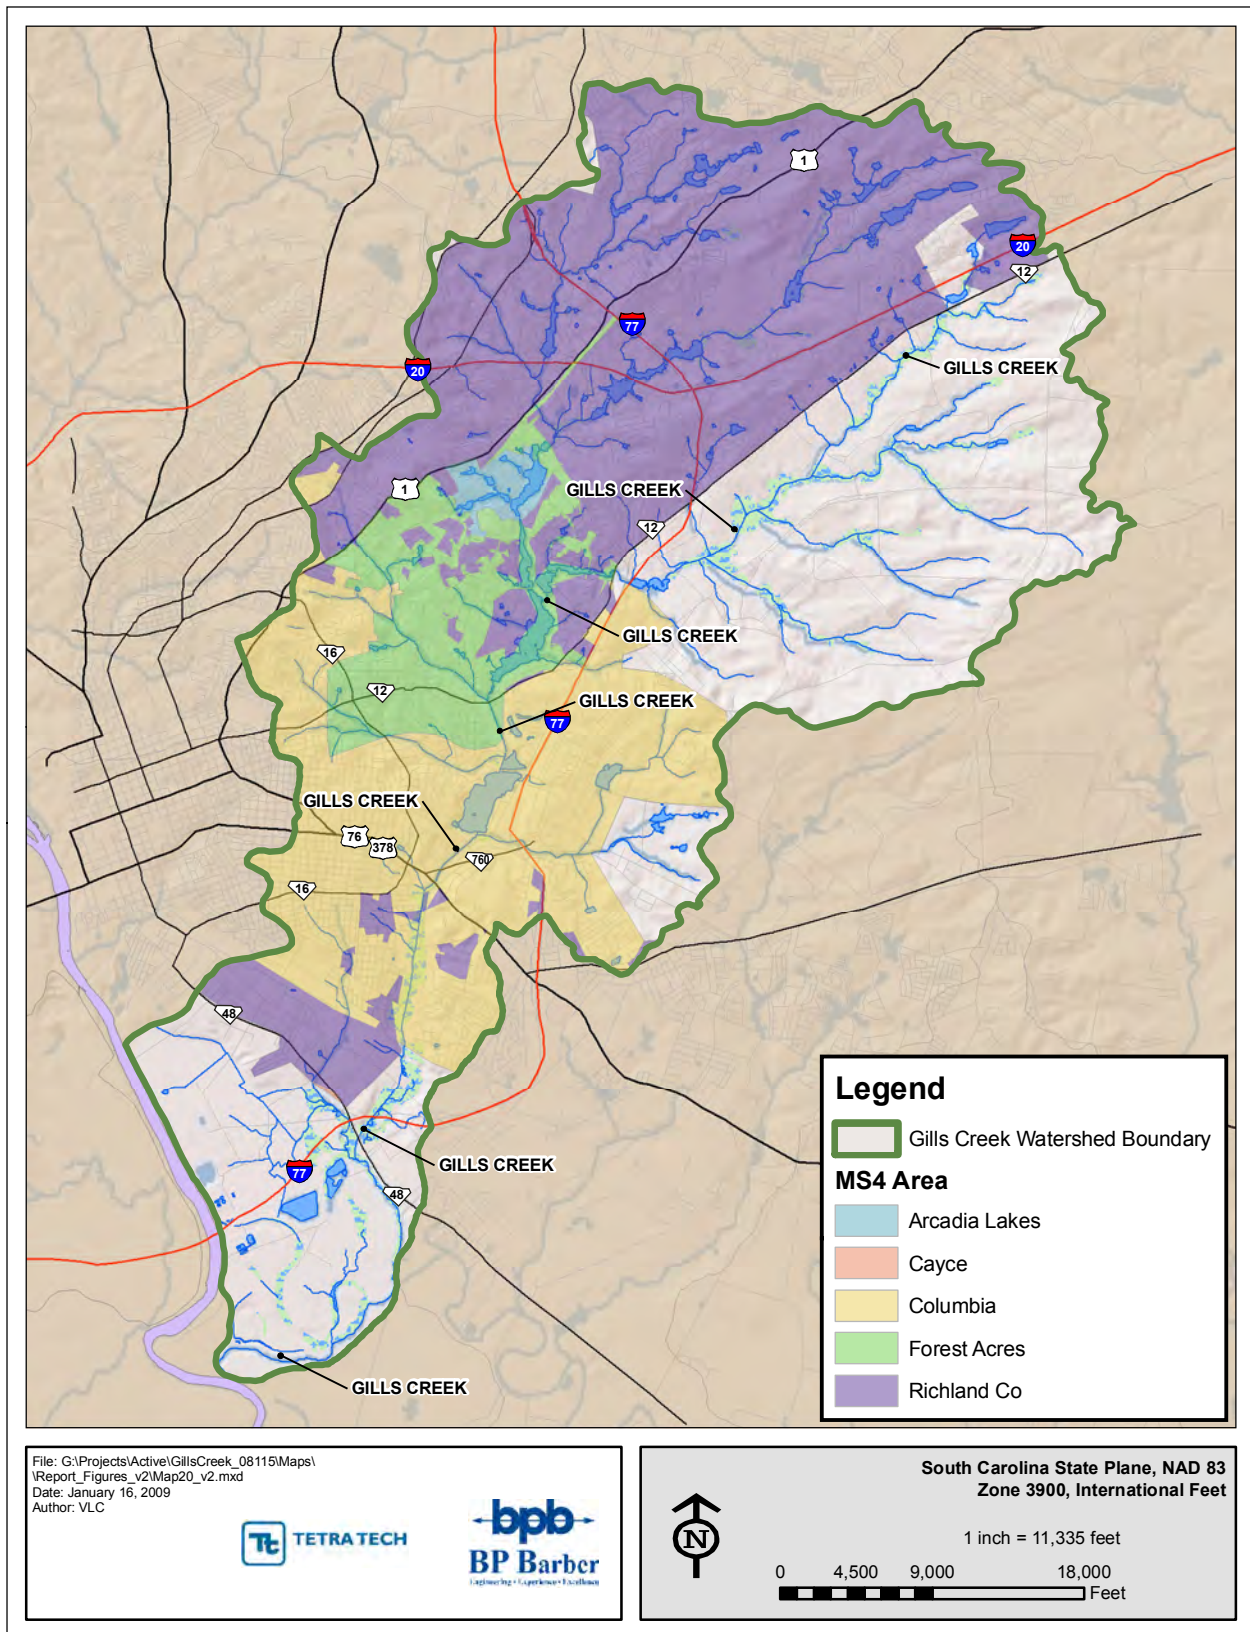 1
20
12
77
GILLS CREEK
20
1
GILLS CREEK
12
GILLS CREEK
16
12
GILLS CREEK
77
GILLS CREEK
76
378
760
16
48
GILLS CREEK
77
48
GILLS CREEK
Legend
Gills Creek Watershed Boundary
MS4 Area
Arcadia Lakes
Cayce
Columbia
Forest Acres
Richland Co
File: G:\Projects\Active\GillsCreek_08115\Maps\
\Report_Figures_v2\Map20_v2.mxd
Date: January 16, 2009
Author: VLC
Tt TETRA TECH
bpb
BP Barber
Engineering • Experience • Excellence
South Carolina State Plane, NAD 83
Zone 3900, International Feet
N
1 inch = 11,335 feet
0 4,500 9,000 18,000
Feet